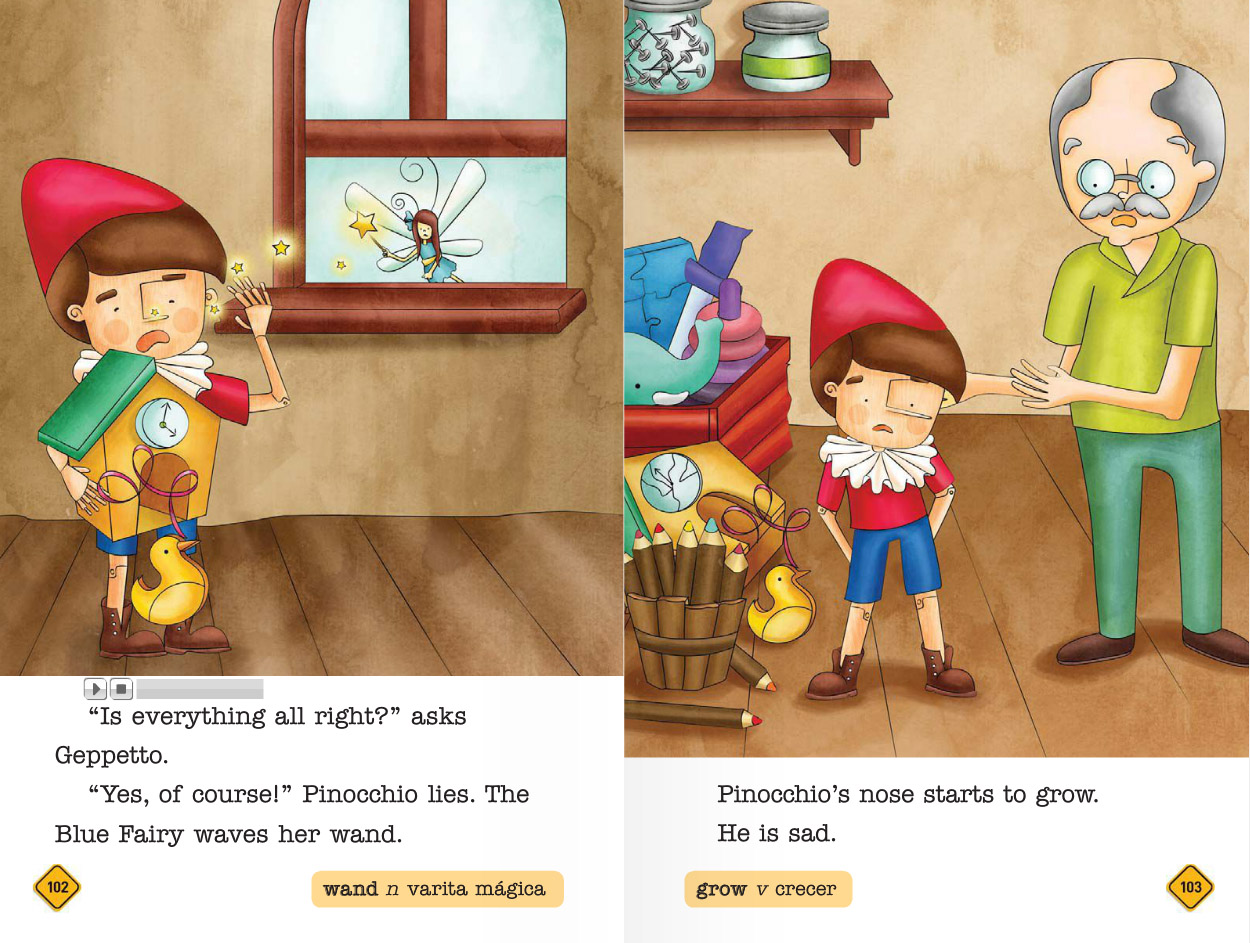 “Is everything all right?” asks
Geppetto.
“Yes, of course!” Pinocchio lies. The
Blue Fairy waves her wand.
102
wand n varita mágica
Pinocchio’s nose starts to grow.
He is sad.
grow v crecer
103